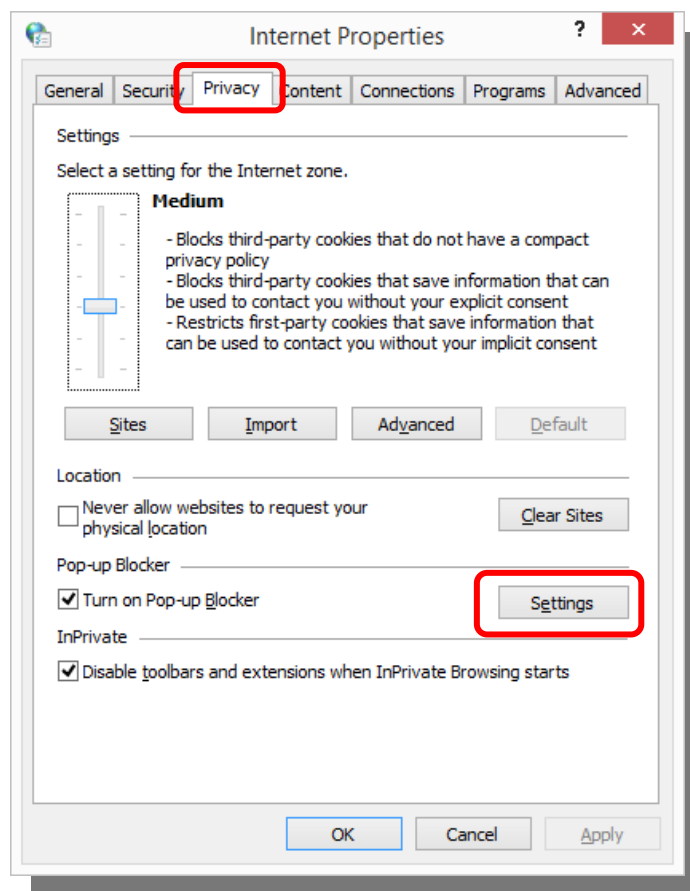 Internet Properties
?
General Security Privacy Content Connections Programs Advanced
Settings
Select a setting for the Internet zone.
Medium
- Blocks third-party cookies that do not have a compact
privacy policy
- Blocks third-party cookies that save information that can
be used to contact you without your explicit consent
- Restricts first-party cookies that save information that
can be used to contact you without your implicit consent
Sites Import Advanced Default
Location
Never allow websites to request your
physical location
Clear Sites
Pop-up Blocker
Turn on Pop-up Blocker
Settings
InPrivate
Disable toolbars and extensions when InPrivate Browsing starts
OK Cancel Apply